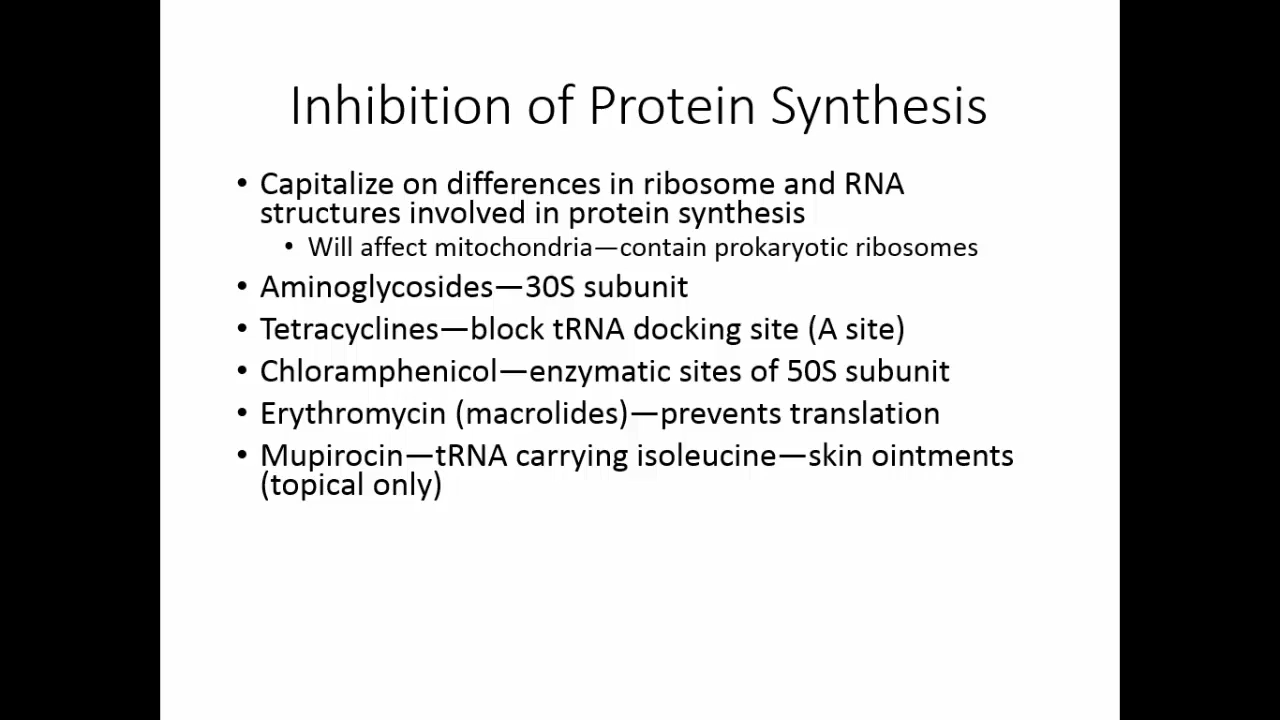 Inhibition of Protein Synthesis
• Capitalize on differences in ribosome and RNA
structures involved in protein synthesis
• Will affect mitochondria—contain prokaryotic ribosomes
• Aminoglycosides—30S subunit
• Tetracyclines—block tRNA docking site (A site)
• Chloramphenicol—enzymatic sites of 50S subunit
• Erythromycin (macrolides)—prevents translation
• Mupirocin—tRNA carrying isoleucine—skin ointments
(topical only)